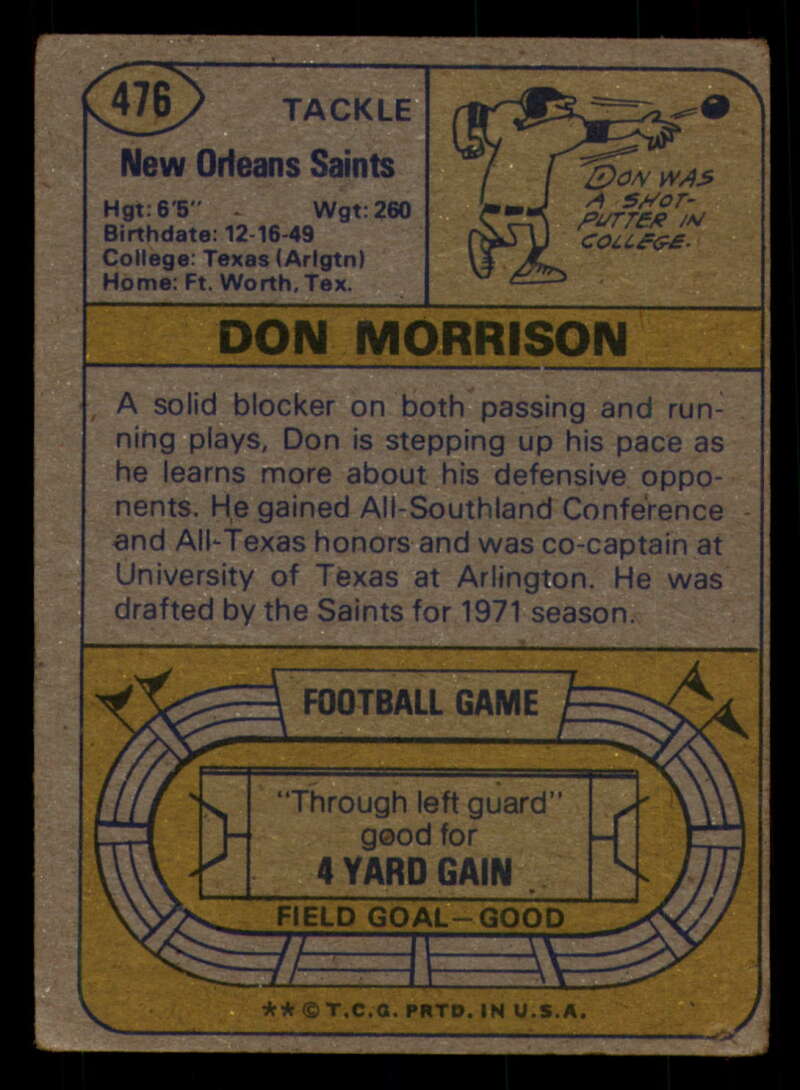 476
TACKLE
New Orleans Saints
Hgt: 6'5" Wgt: 260
Birthdate: 12-16-49
College: Texas (Arlgtn)
Home: Ft. Worth, Tex.
DON WAS
A SHOT-
PUTTER IN
COLLEGE.
DON MORRISON
A solid blocker on both passing and run-
ning plays, Don is stepping up his pace as
he learns more about his defensive oppo-
nents. He gained All-Southland Conference
and All-Texas honors and was co-captain at
University of Texas at Arlington. He was
drafted by the Saints for 1971 season.
FOOTBALL GAME
"Through left guard"
good for
4 YARD GAIN
FIELD GOAL—GOOD
** © T.C.G. PRTD. IN U.S.A.